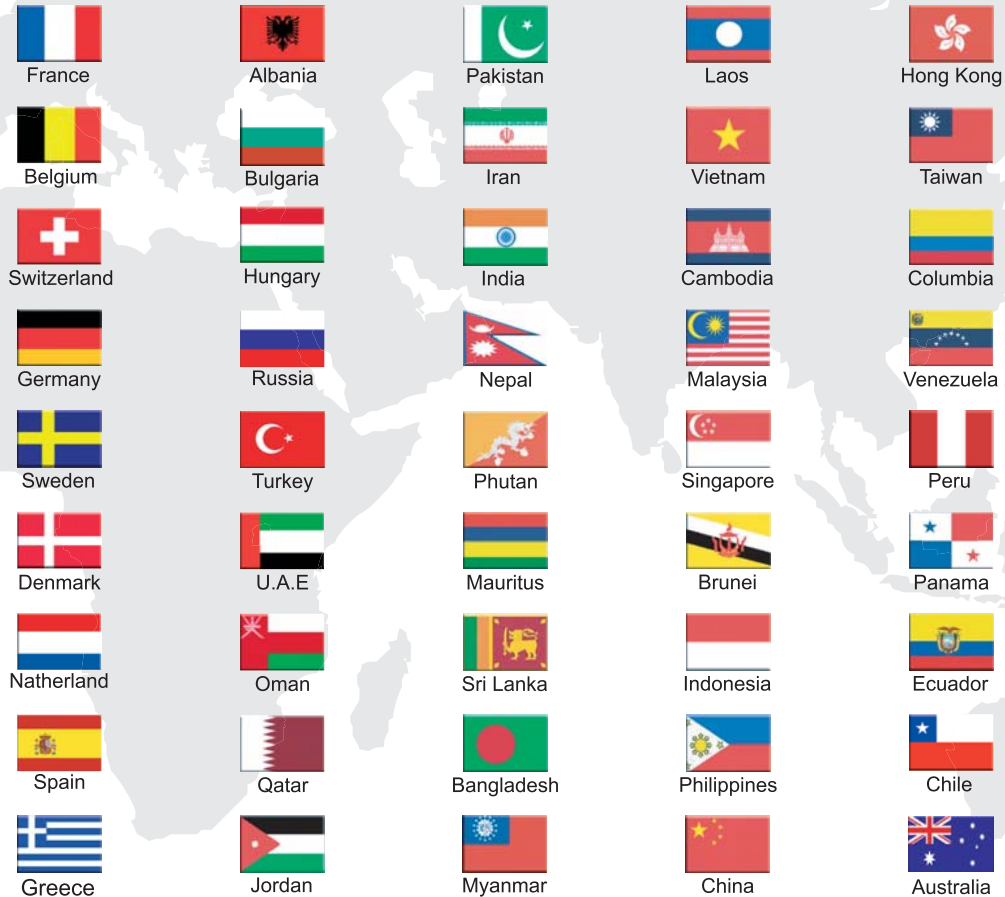 France
Albania
Pakistan
Laos
Hong Kong
Belgium
Bulgaria
Iran
Vietnam
Taiwan
Switzerland
Hungary
India
Cambodia
Columbia
Germany
Russia
Nepal
Malaysia
Venezuela
Sweden
Turkey
Phutan
Singapore
Peru
Denmark
U.A.E
Mauritus
Brunei
Panama
Natherland
Oman
Sri Lanka
Indonesia
Ecuador
Spain
Qatar
Bangladesh
Philippines
Chile
Greece
Jordan
Myanmar
China
Australia